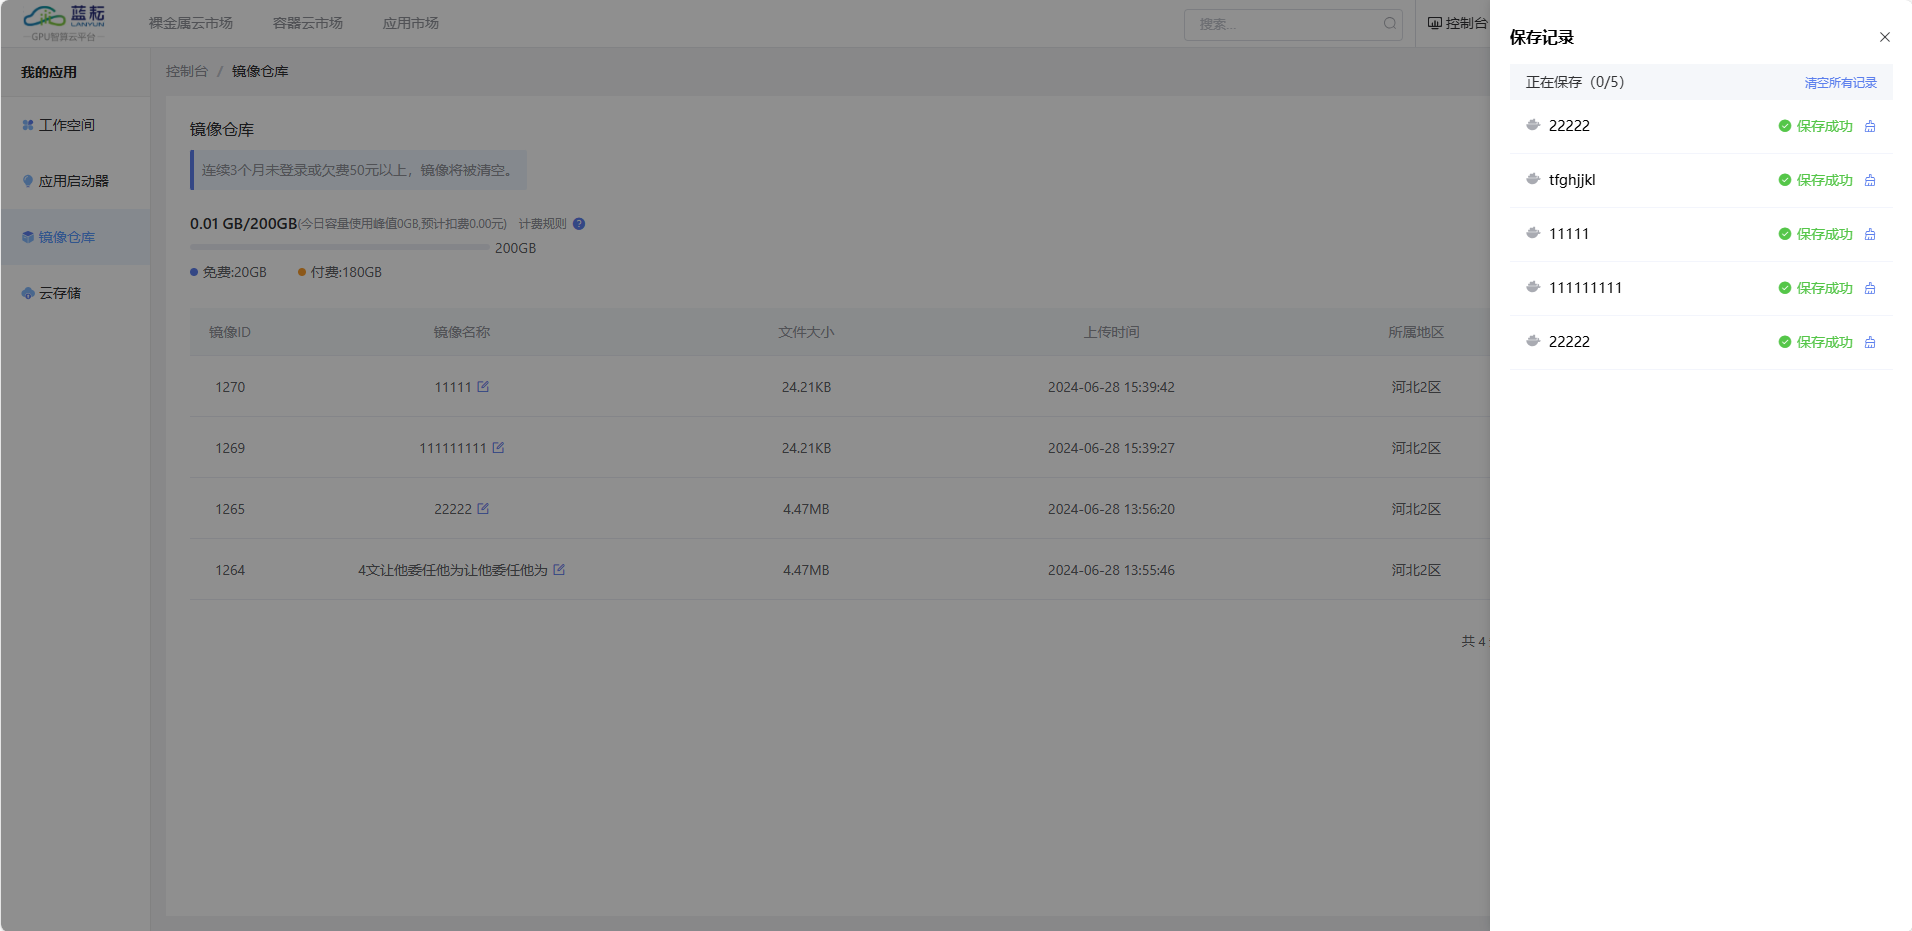 蓝耘
LANYUN
GPU智算云平台
裸金属云市场
容器云市场
应用市场
搜索...
控制台
我的应用
工作空间
应用启动器
镜像仓库
云存储
控制台 / 镜像仓库
镜像仓库
连续3个月未登录或欠费50元以上，镜像将被清空。
0.01 GB/200GB(今日容量使用峰值0GB,预计扣费0.00元) 计费规则 ?
200GB
免费:20GB 付费:180GB
镜像ID 镜像名称 文件大小 上传时间 所属地区
1270 11111 24.21KB 2024-06-28 15:39:42 河北2区
1269 111111111 24.21KB 2024-06-28 15:39:27 河北2区
1265 22222 4.47MB 2024-06-28 13:56:20 河北2区
1264 4文让他委任他为让他委任他为 4.47MB 2024-06-28 13:55:46 河北2区
共 4
保存记录
正在保存（0/5） 清空所有记录
22222 保存成功
tfghjjkl 保存成功
11111 保存成功
111111111 保存成功
22222 保存成功